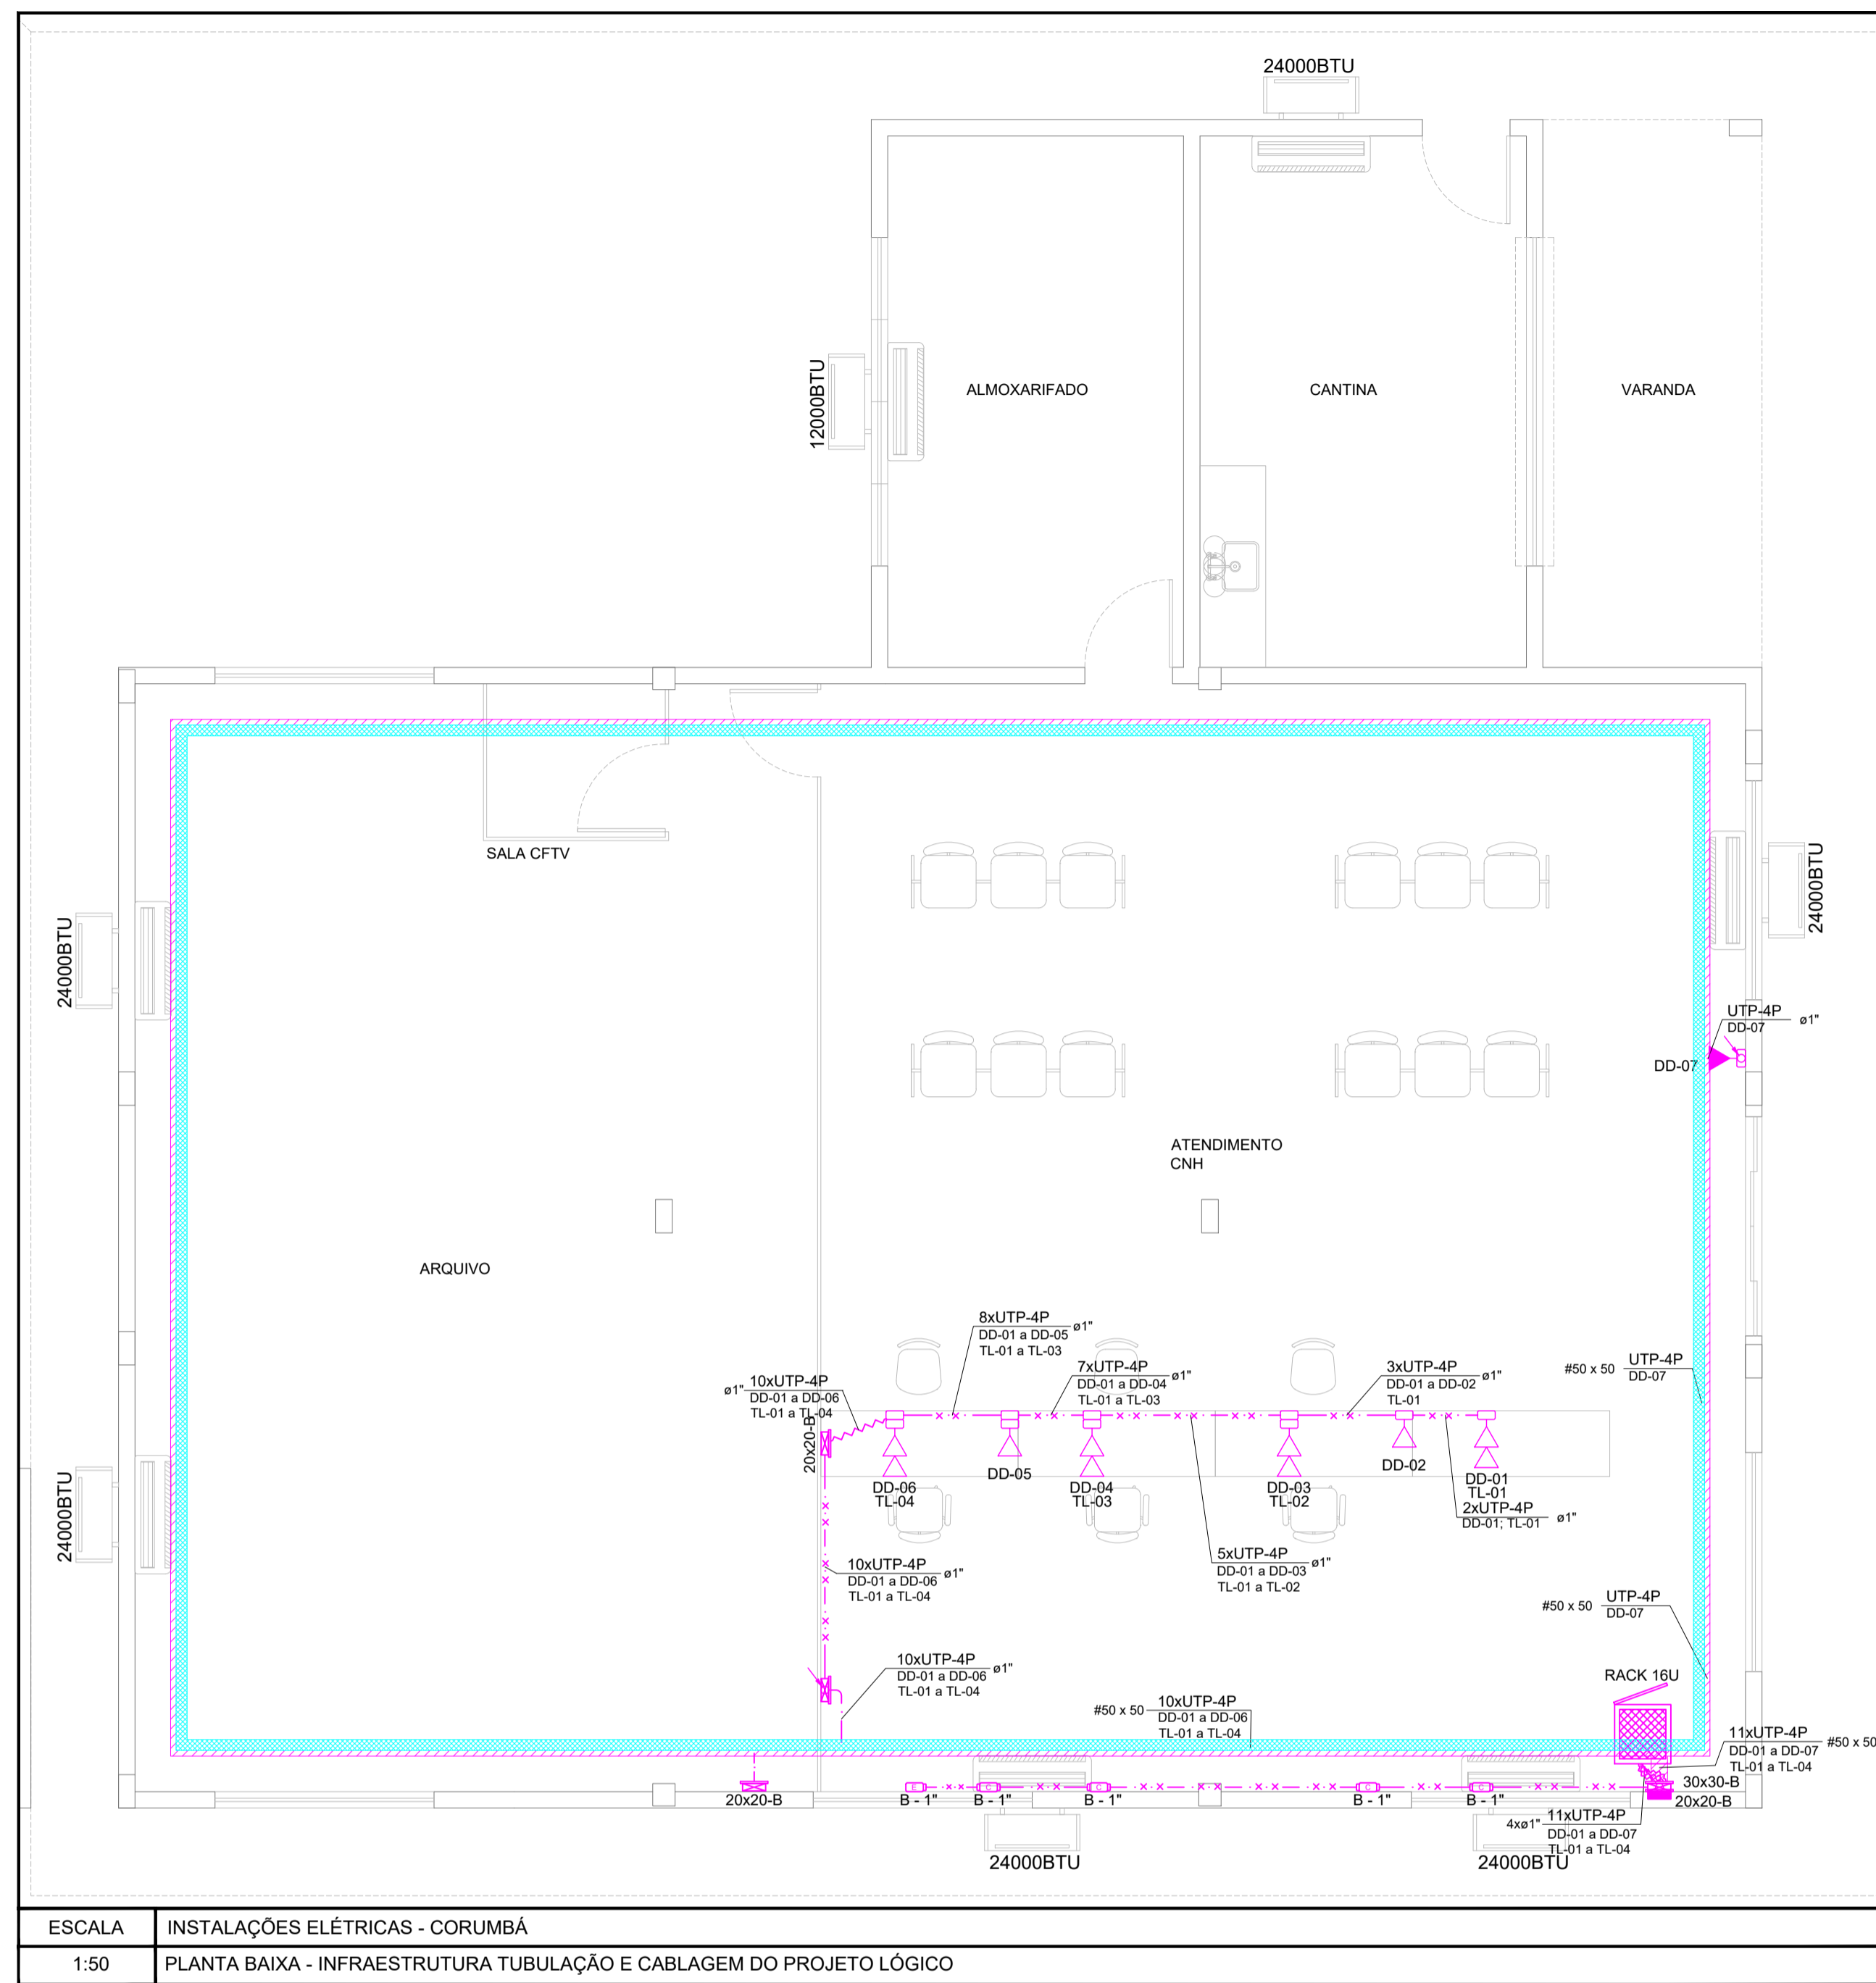 24000BTU
12000BTU
ALMOXARIFADO
CANTINA
VARANDA
SALA CFTV
24000BTU
24000BTU
UTP-4P
DD-07
ø1"
DD-07
ATENDIMENTO
CNH
ARQUIVO
8xUTP-4P
DD-01 a DD-05
TL-01 a TL-03
ø1"
7xUTP-4P
DD-01 a DD-04
TL-01 a TL-03
ø1"
3xUTP-4P
DD-01 a DD-02
TL-01
ø1"
#50 x 50
UTP-4P
DD-07
ø1"
10xUTP-4P
DD-01 a DD-06
TL-01 a TL-04
20x20-B
DD-06
TL-04
DD-05
DD-04
TL-03
DD-03
TL-02
DD-02
DD-01
TL-01
2xUTP-4P
DD-01; TL-01
ø1"
24000BTU
10xUTP-4P
DD-01 a DD-06
TL-01 a TL-04
ø1"
5xUTP-4P
DD-01 a DD-03
TL-01 a TL-02
ø1"
#50 x 50
UTP-4P
DD-07
10xUTP-4P
DD-01 a DD-06
TL-01 a TL-04
ø1"
RACK 16U
#50 x 50
10xUTP-4P
DD-01 a DD-06
TL-01 a TL-04
11xUTP-4P
DD-01 a DD-07
TL-01 a TL-04
#50 x 50
30x30-B
20x20-B
E
C
C
C
C
20x20-B
B - 1"
B - 1"
B - 1"
B - 1"
B - 1"
4xø1"
11xUTP-4P
DD-01 a DD-07
TL-01 a TL-04
24000BTU
24000BTU
ESCALA
INSTALAÇÕES ELÉTRICAS - CORUMBÁ
1:50
PLANTA BAIXA - INFRAESTRUTURA TUBULAÇÃO E CABLAGEM DO PROJETO LÓGICO